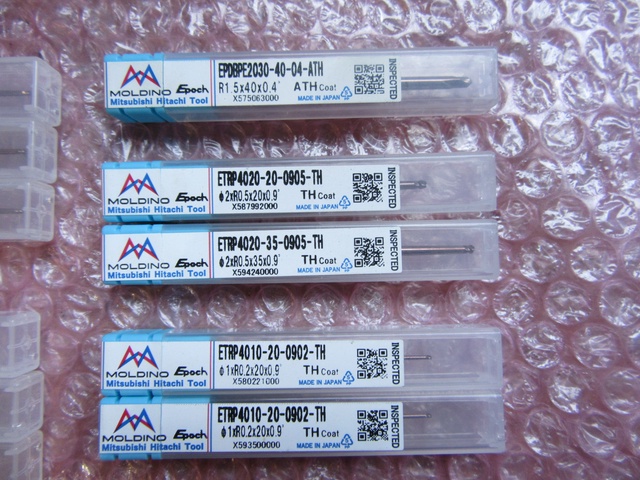 MOLDINO Epoch
Mitsubishi Hitachi Tool
EPDBPE2030-40-04-ATH
R1.5x40x0.4°
ATH Coat
X575063000
MADE IN JAPAN
INSPECTED
MOLDINO Epoch
Mitsubishi Hitachi Tool
ETRP4020-20-0905-TH
φ2xR0.5x20x0.9°
TH Coat
X587992000
MADE IN JAPAN
INSPECTED
MOLDINO Epoch
Mitsubishi Hitachi Tool
ETRP4020-35-0905-TH
φ2xR0.5x35x0.9°
TH Coat
X594240000
MADE IN JAPAN
INSPECTED
MOLDINO Epoch
Mitsubishi Hitachi Tool
ETRP4010-20-0902-TH
φ1xR0.2x20x0.9°
TH Coat
X580221000
MADE IN JAPAN
INSPECTED
MOLDINO Epoch
Mitsubishi Hitachi Tool
ETRP4010-20-0902-TH
φ1xR0.2x20x0.9°
TH Coat
X593500000
MADE IN JAPAN
INSPECTED